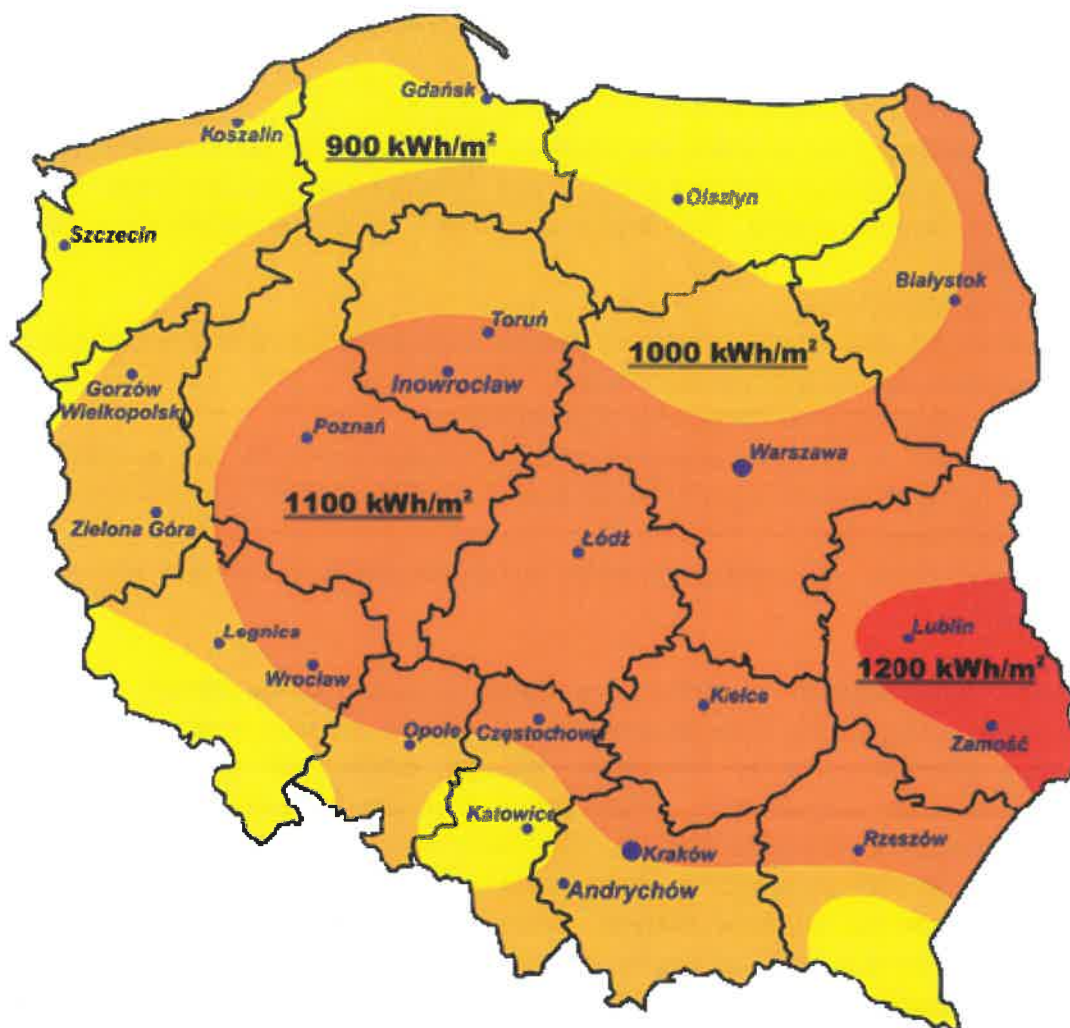 Gdańsk
Koszalin
900 kWh/m²
Olsztyn
Szczecin
Białystok
Toruń
1000 kWh/m²
Inowrocław
Gorzów
Wielkopolski
Poznań
Warszawa
1100 kWh/m²
Zielona Góra
Łódź
Legnica
Lublin
Wrocław
1200 kWh/m²
Kielce
Opole
Częstochowa
Zamość
Katowice
Kraków
Rzeszów
Andrychów